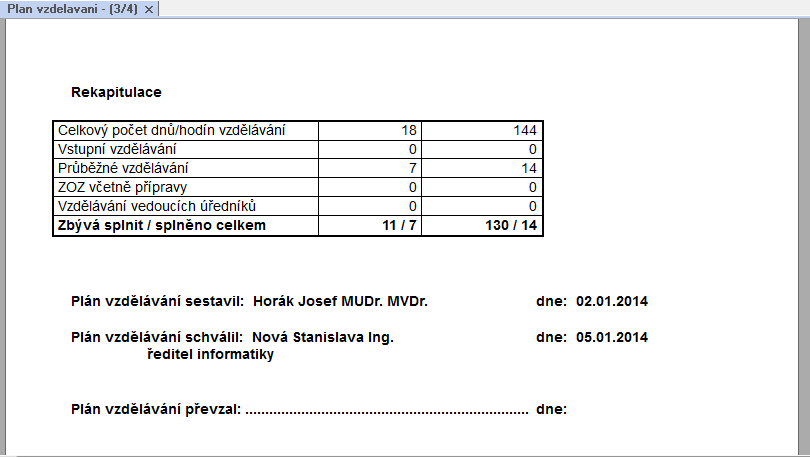 Plan vzdelavani - (3/4) ×
Rekapitulace
Celkový počet dnů/hodín vzdělávání 18 144
Vstupní vzdělávání 0 0
Průběžné vzdělávání 7 14
ZOZ včetně přípravy 0 0
Vzdělávání vedoucích úředníků 0 0
Zbývá splnit / splněno celkem 11 / 7 130 / 14
Plán vzdělávání sestavil: Horák Josef MUDr. MVDr. dne: 02.01.2014
Plán vzdělávání schválil: Nová Stanislava Ing. dne: 05.01.2014
ředitel informatiky
Plán vzdělávání převzal: ....................................................................... dne: